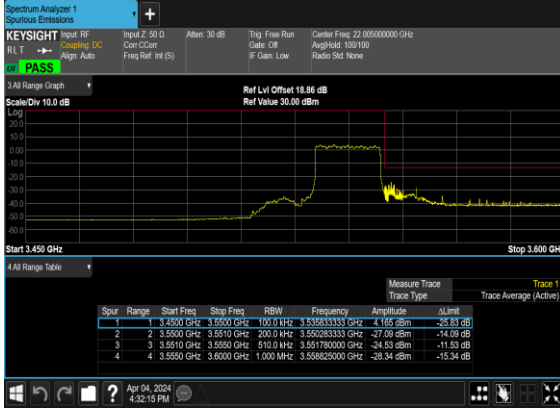 Spectrum Analyzer 1
Spurious Emissions
+
KEYSIGHT Input: RF Input Z: 50 Ω Atten: 30 dB Trig: Free Run Center Freq: 22.005000000 GHz
RLT Coupling: DC Corr CCorr Gate: Off Avg|Hold: 100/100
Align: Auto Freq Ref: Int (S) IF Gain: Low Radio Std: None
LXI PASS
3 All Range Graph
Ref Lvl Offset 18.86 dB
Scale/Div 10.0 dB Ref Value 30.00 dBm
Log
20.0
10.0
0.00
-10.0
-20.0
-30.0
-40.0
-50.0
-60.0
Start 3.450 GHz Stop 3.600 GH
4 All Range Table
Measure Trace Trace 1
Trace Type Trace Average (Active)
Spur Range Start Freq Stop Freq RBW Frequency Amplitude ΔLimit
1 1 3.4500 GHz 3.5500 GHz 100.0 kHz 3.535833333 GHz 4.165 dBm -25.83 dB
2 2 3.5500 GHz 3.5510 GHz 200.0 kHz 3.550283333 GHz -27.09 dBm -14.09 dB
3 3 3.5510 GHz 3.5550 GHz 510.0 kHz 3.551780000 GHz -24.53 dBm -11.53 dB
4 4 3.5550 GHz 3.6000 GHz 1.000 MHz 3.558825000 GHz -28.34 dBm -15.34 dB
? Apr 04, 2024
4:32:15 PM